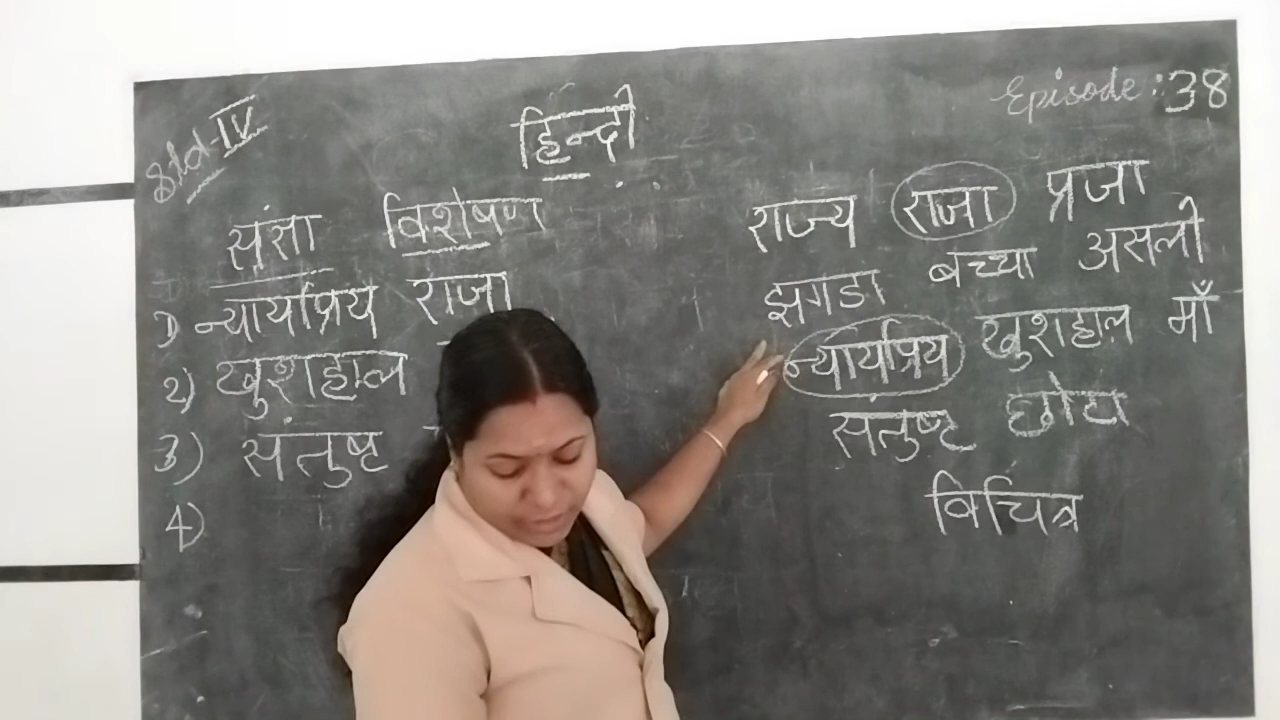 Std-IV
हिन्दी
Episode : 38
संज्ञा विशेषण
1) न्यायप्रिय राजा
2) खुशहाल
3) संतुष्ट
4)
राज्य राजा प्रजा
झगडा बच्चा असली
न्यायप्रिय खुशहाल माँ
संतुष्ट छोटा
विचित्र